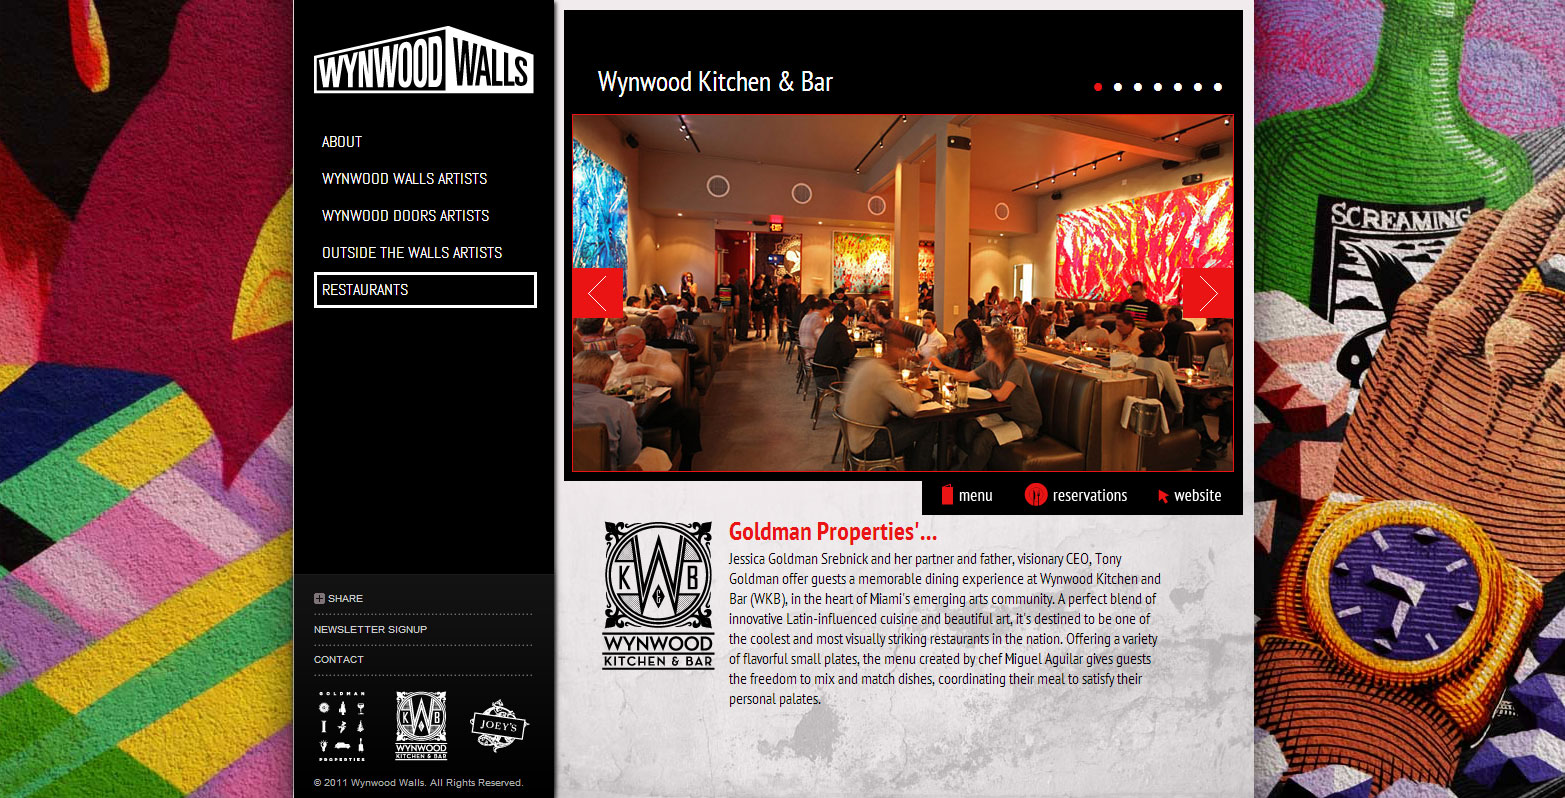 WYNWOOD WALLS
ABOUT
WYNWOOD WALLS ARTISTS
WYNWOOD DOORS ARTISTS
OUTSIDE THE WALLS ARTISTS
RESTAURANTS
SHARE
NEWSLETTER SIGNUP
CONTACT
GOLDMAN
PROPERTIES
K W B
&
WYNWOOD
KITCHEN & BAR
JOEY'S
© 2011 Wynwood Walls. All Rights Reserved.
Wynwood Kitchen & Bar
EXIT
menu
reservations
website
K W B
&
WYNWOOD
KITCHEN & BAR
Goldman Properties'...
Jessica Goldman Srebnick and her partner and father, visionary CEO, Tony
Goldman offer guests a memorable dining experience at Wynwood Kitchen and
Bar (WKB), in the heart of Miami's emerging arts community. A perfect blend of
innovative Latin-influenced cuisine and beautiful art, it's destined to be one of
the coolest and most visually striking restaurants in the nation. Offering a variety
of flavorful small plates, the menu created by chef Miguel Aguilar gives guests
the freedom to mix and match dishes, coordinating their meal to satisfy their
personal palates.
SCREAMING